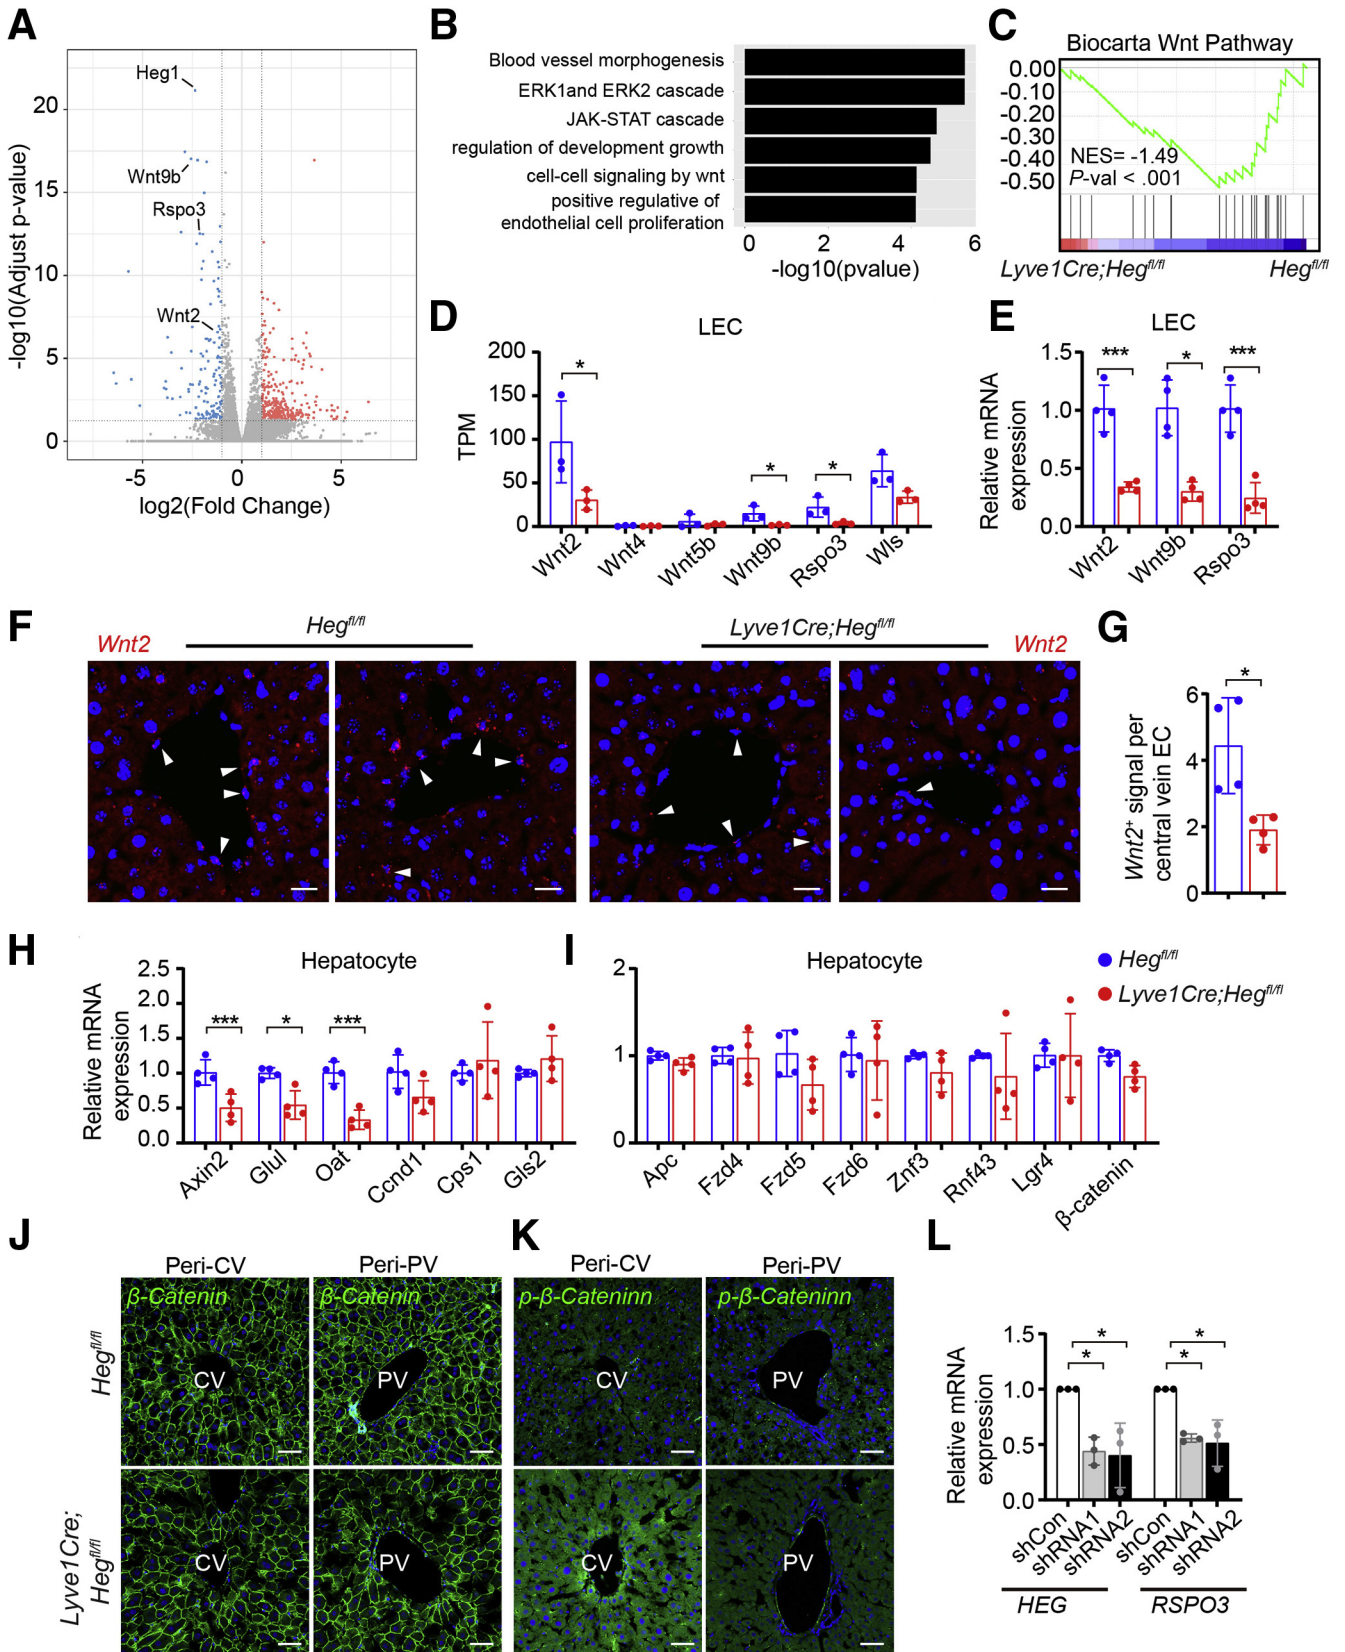 A
Heg1
Wnt9b
Rspo3
Wnt2
20
15
10
5
0
-5
0
5
-log10(Adjust p-value)
log2(Fold Change)
B
Blood vessel morphogenesis
ERK1and ERK2 cascade
JAK-STAT cascade
regulation of development growth
cell-cell signaling by wnt
positive regulative of
endothelial cell proliferation
0
2
4
6
-log10(pvalue)
C
Biocarta Wnt Pathway
0.00
-0.10
-0.20
-0.30
-0.40
-0.50
NES= -1.49
P-val < .001
Lyve1Cre;Hegfl/fl
Hegfl/fl
D
LEC
TPM
200
150
100
50
0
*
*
*
Wnt2
Wnt4
Wnt5b
Wnt9b
Rspo3
Wls
E
LEC
Relative mRNA
expression
1.5
1.0
0.5
0.0
***
*
***
Wnt2
Wnt9b
Rspo3
F
Wnt2
Hegfl/fl
Lyve1Cre;Hegfl/fl
Wnt2
G
Wnt2+ signal per
central vein EC
6
4
2
0
*
H
Hepatocyte
Relative mRNA
expression
2.5
2.0
1.5
1.0
0.5
0.0
***
*
***
Axin2
Glul
Oat
Ccnd1
Cps1
Gls2
I
Hepatocyte
2
1
0
Apc
Fzd4
Fzd5
Fzd6
Znf3
Rnf43
Lgr4
β-catenin
Hegfl/fl
Lyve1Cre;Hegfl/fl
J
Peri-CV
Peri-PV
β-Catenin
β-Catenin
Hegfl/fl
CV
PV
Lyve1Cre;
Hegfl/fl
CV
PV
K
Peri-CV
Peri-PV
p-β-Cateninn
p-β-Cateninn
CV
PV
CV
PV
L
Relative mRNA
expression
1.5
1.0
0.5
0.0
*
*
*
*
shCon
shRNA1
shRNA2
shCon
shRNA1
shRNA2
HEG
RSPO3